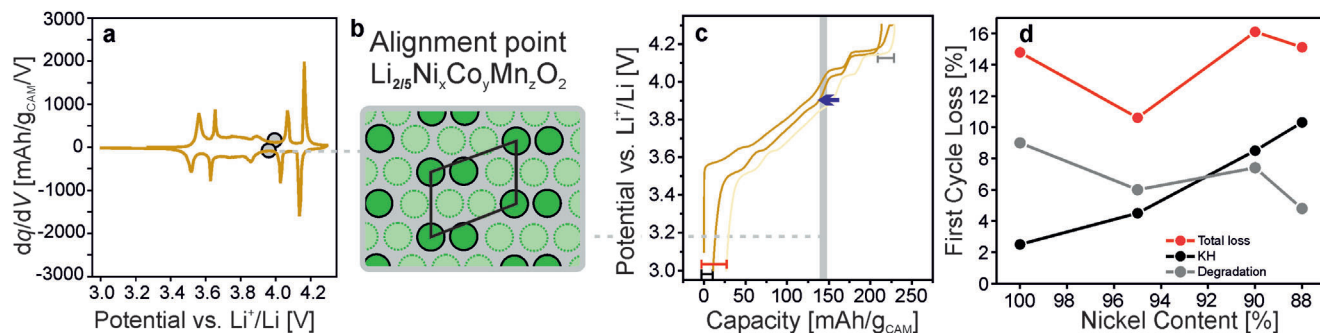 a
dq/dV [mAh/gCAM/V]
3000
2000
1000
0
-1000
-2000
-3000
3.0 3.2 3.4 3.6 3.8 4.0 4.2
Potential vs. Li⁺/Li [V]
b
Alignment point
Li2/5NixCoyMnzO2
c
Potential vs. Li⁺/Li [V]
4.2
4.0
3.8
3.6
3.4
3.2
3.0
0 50 100 150 200
Capacity [mAh/gCAM]
d
First Cycle Loss [%]
16
14
12
10
8
6
4
2
0
Total loss
KH
Degradation
100 98 96 94 92 90 88
Nickel Content [%]